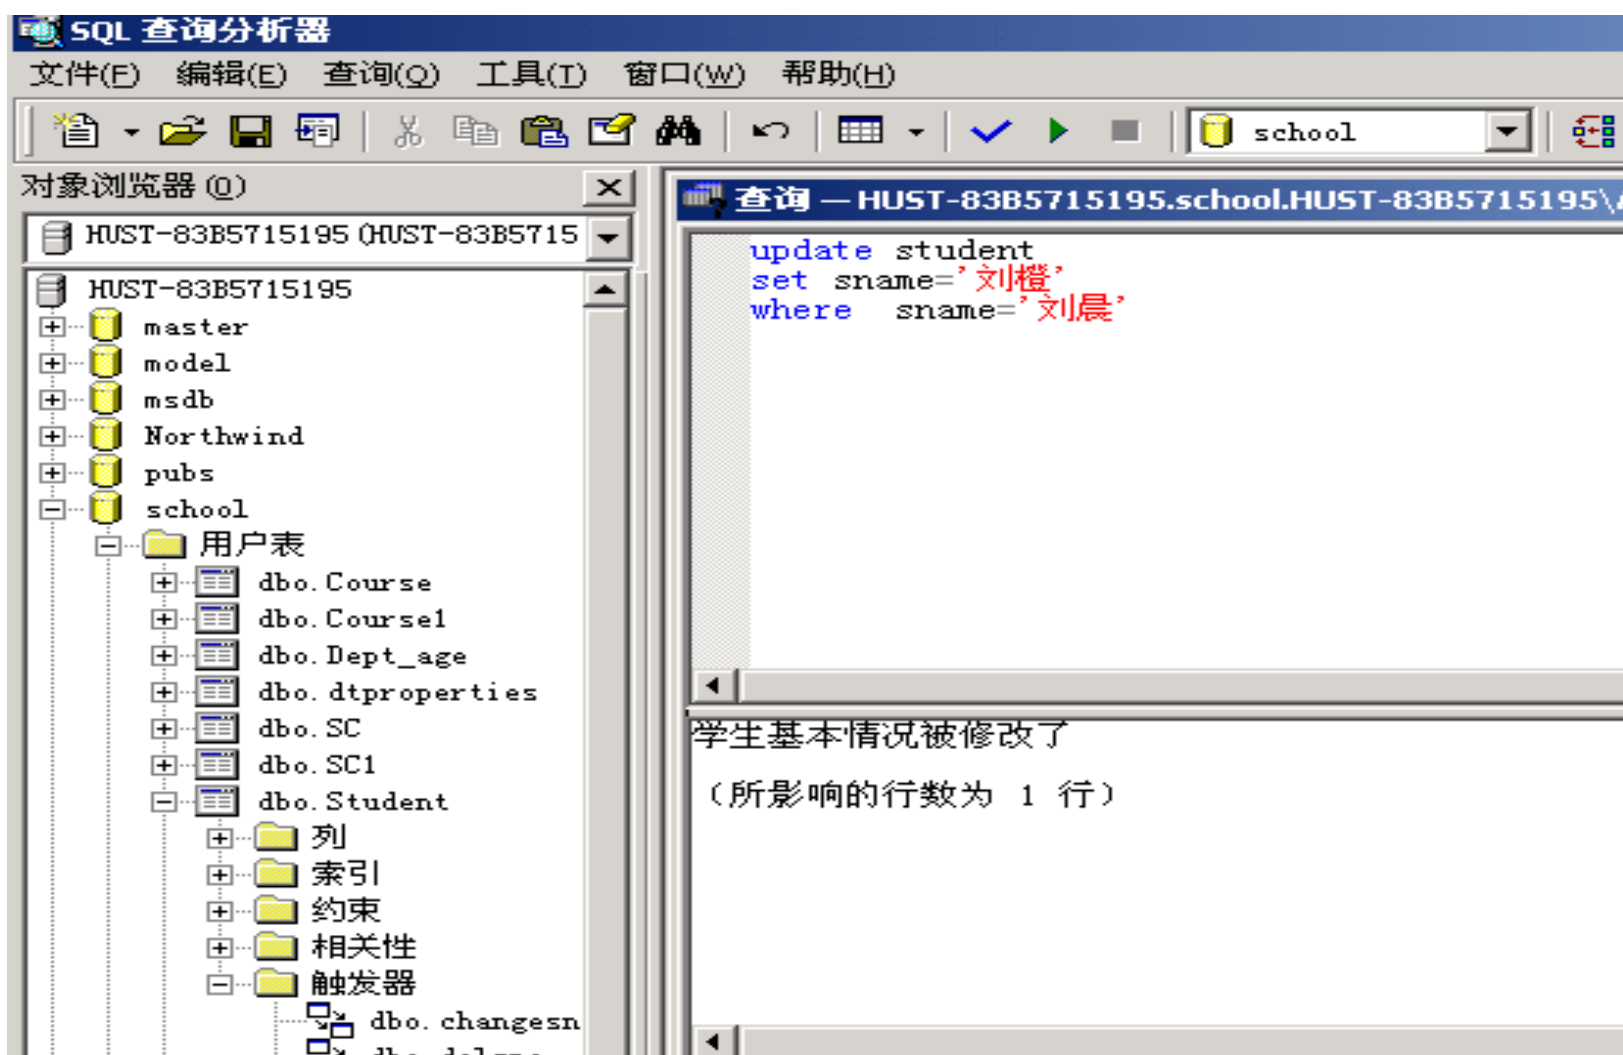 SQL 查询分析器
文件(F) 编辑(E) 查询(Q) 工具(T) 窗口(W) 帮助(H)
school
对象浏览器(O)
HUST-83B5715195(HUST-83B5715
HUST-83B5715195
master
model
msdb
Northwind
pubs
school
用户表
dbo.Course
dbo.Course1
dbo.Dept_age
dbo.dtproperties
dbo.SC
dbo.SC1
dbo.Student
列
索引
约束
相关性
触发器
dbo.changesn
查询 — HUST-83B5715195.school.HUST-83B5715195\
update student
set sname='刘橙'
where sname='刘晨'
学生基本情况被修改了
（所影响的行数为 1 行）